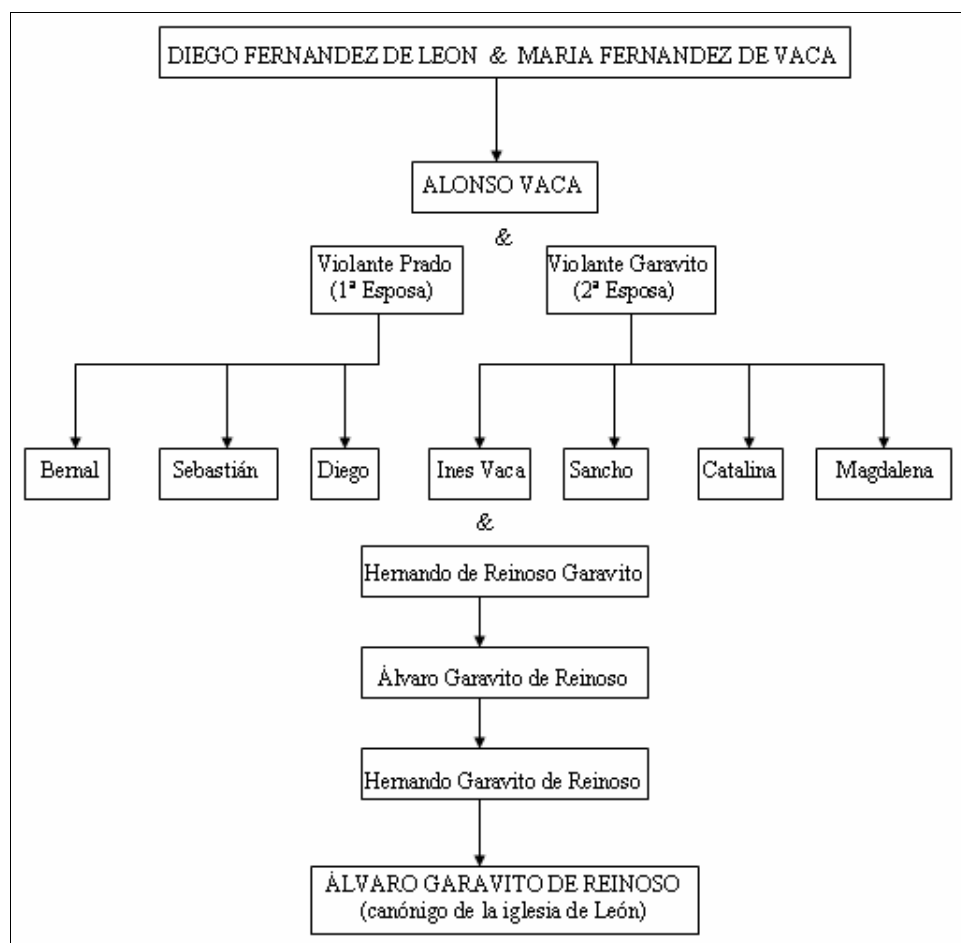 DIEGO FERNANDEZ DE LEON & MARIA FERNANDEZ DE VACA
ALONSO VACA
&
Violante Prado
(1ª Esposa)
Violante Garavito
(2ª Esposa)
Bernal
Sebastián
Diego
Ines Vaca
Sancho
Catalina
Magdalena
&
Hernando de Reinoso Garavito
Álvaro Garavito de Reinoso
Hernando Garavito de Reinoso
ÁLVARO GARAVITO DE REINOSO
(canónigo de la iglesia de León)